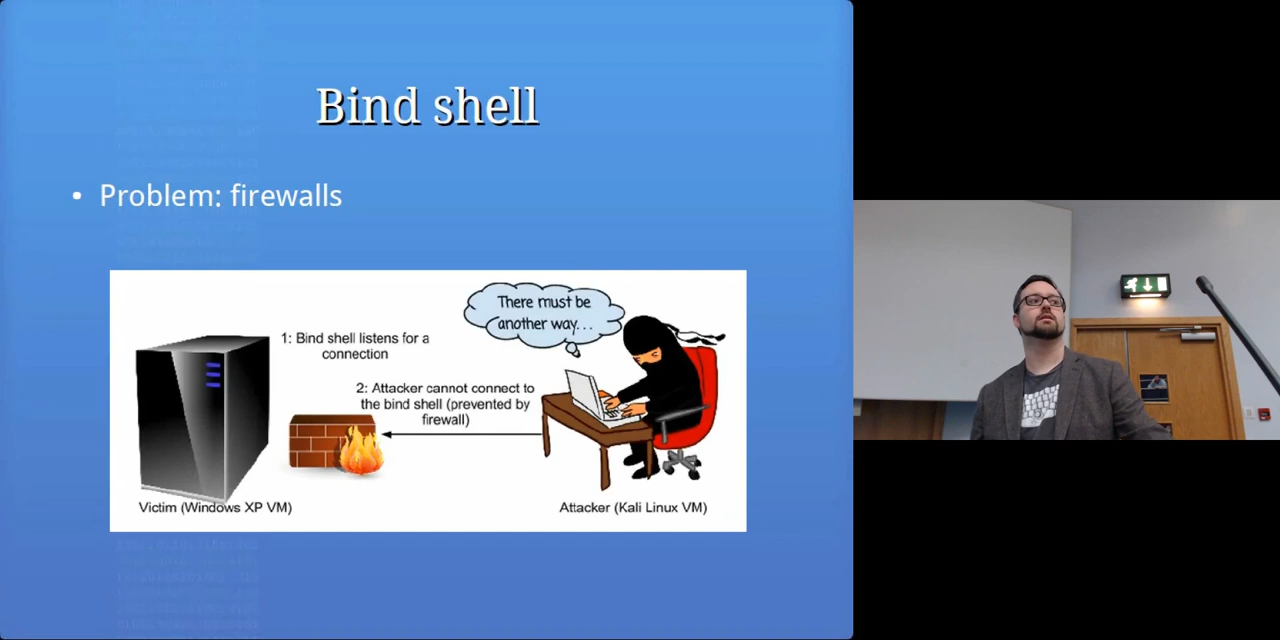 Bind shell
• Problem: firewalls
There must be
another way...
1: Bind shell listens for a
connection
2: Attacker cannot connect to
the bind shell (prevented by
firewall)
Victim (Windows XP VM)
Attacker (Kali Linux VM)